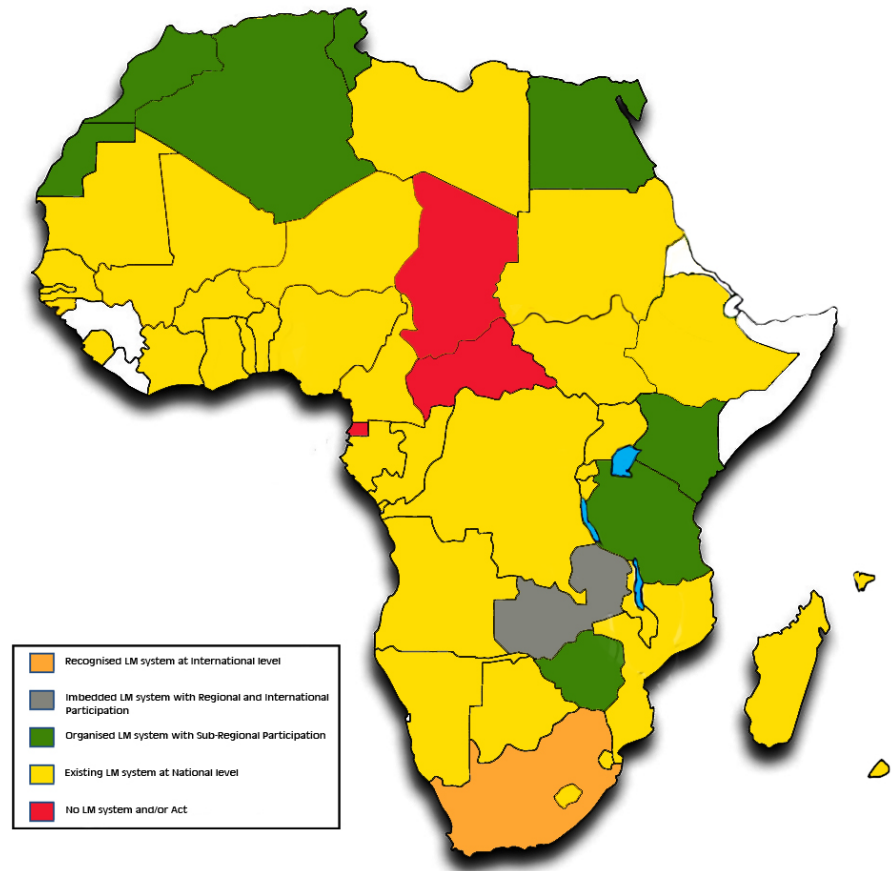 Recognised LM system at International level
Imbedded LM system with Regional and International
Participation
Organised LM system with Sub-Regional Participation
Existing LM system at National level
No LM system and/or Act